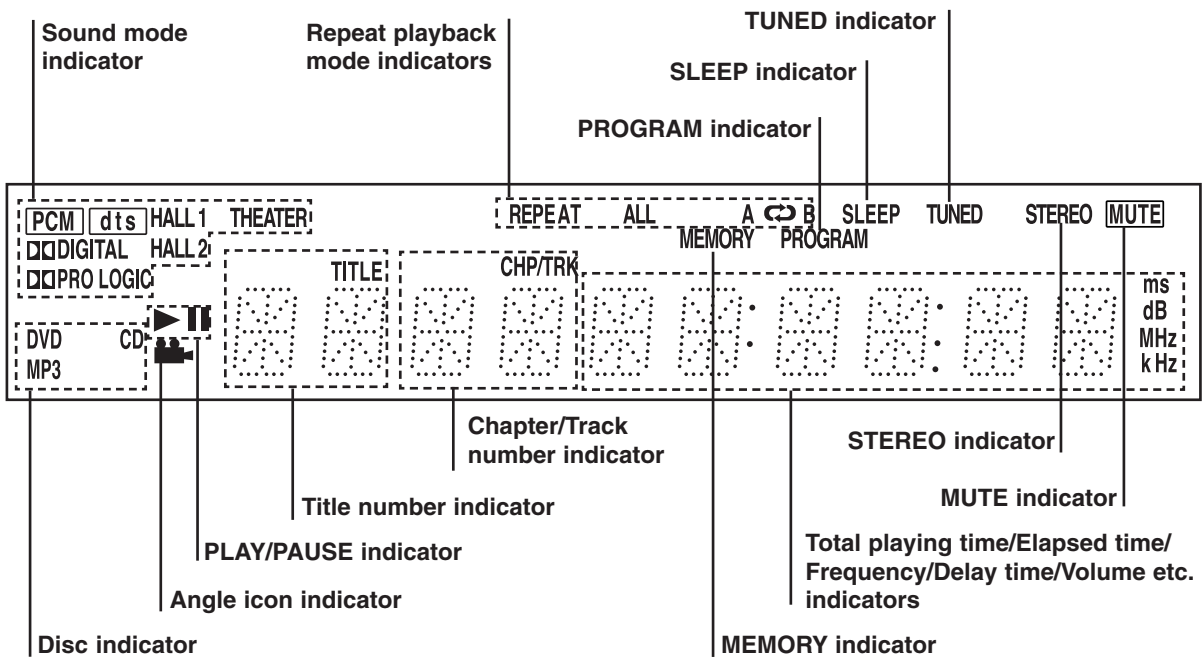 Sound mode
indicator
Repeat playback
mode indicators
TUNED indicator
SLEEP indicator
PROGRAM indicator
PCM dts HALL 1 THEATER REPEAT ALL A B SLEEP TUNED STEREO MUTE
DIGITAL HALL 2 MEMORY PROGRAM
PRO LOGIC TITLE CHP/TRK
ms
dB
MHz
k Hz
DVD CD
MP3
Chapter/Track
number indicator
STEREO indicator
Title number indicator
MUTE indicator
PLAY/PAUSE indicator
Total playing time/Elapsed time/
Frequency/Delay time/Volume etc.
indicators
Angle icon indicator
Disc indicator
MEMORY indicator